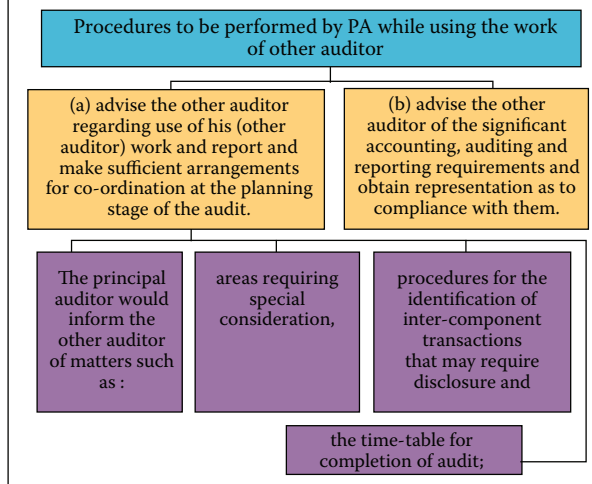 Procedures to be performed by PA while using the work
of other auditor
(a) advise the other auditor
regarding use of his (other
auditor) work and report and
make sufficient arrangements
for co-ordination at the planning
stage of the audit.
(b) advise the other
auditor of the significant
accounting, auditing and
reporting requirements and
obtain representation as to
compliance with them.
The principal
auditor would
inform the
other auditor
of matters such
as :
areas requiring
special
consideration,
procedures for the
identification of
inter-component
transactions
that may require
disclosure and
the time-table for
completion of audit;